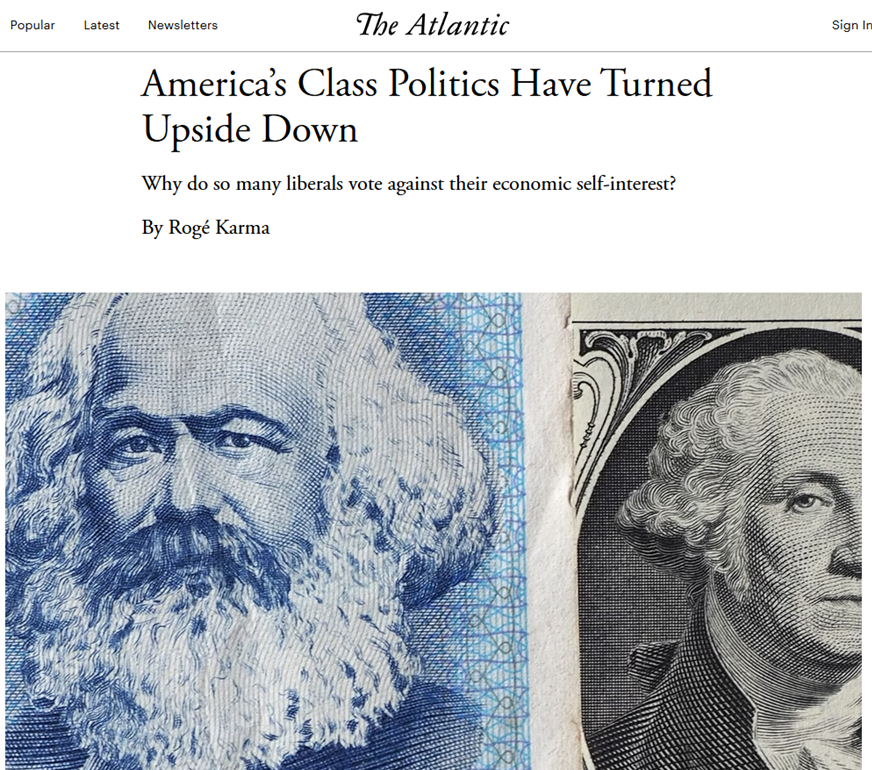 Popular Latest Newsletters The Atlantic Sign In
America’s Class Politics Have Turned
Upside Down
Why do so many liberals vote against their economic self-interest?
By Rogé Karma